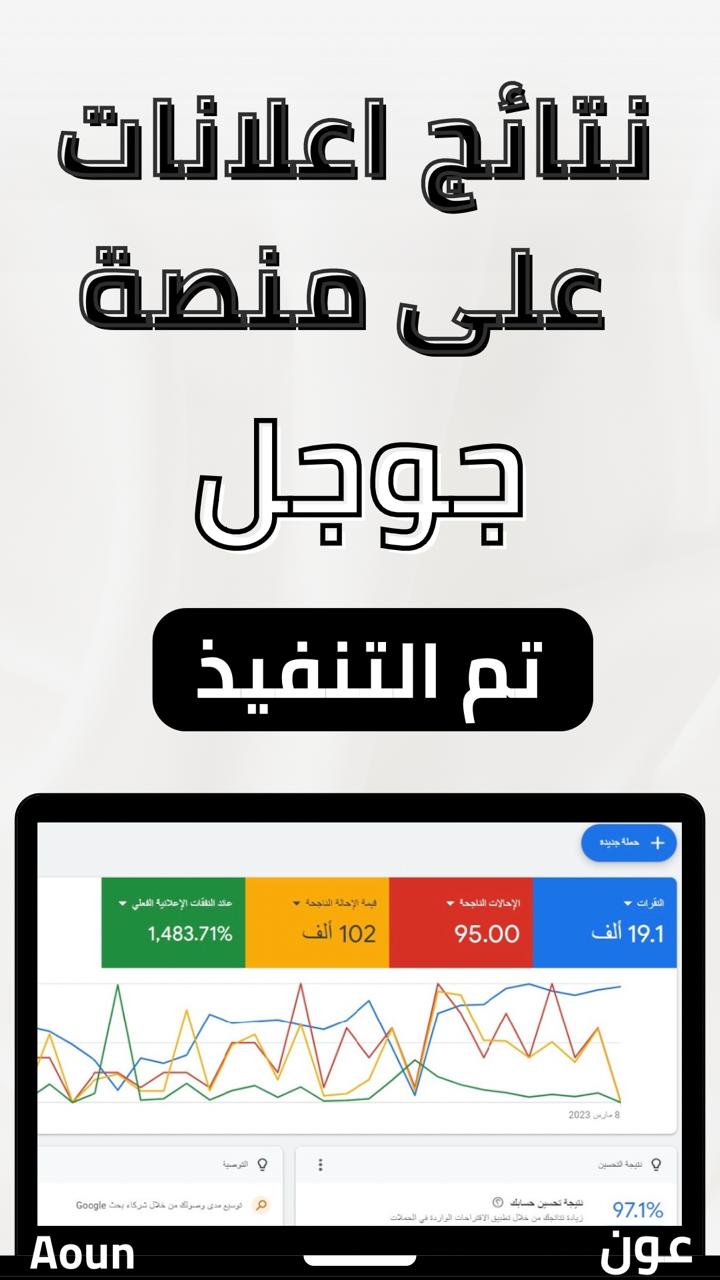 نتائج اعلانات
على منصة
جوجل
تم التنفيذ
حملة جديدة
النقرات
19.1 ألف
الإحالات الناجحة
95.00
قيمة الإحالة الناجحة
102 ألف
عائد النفقات الإعلانية الفعلي
1,483.71%
8 مارس 2023
نتيجة التحسين
97.1%
نتيجة تحسين حسابك
زيادة نتائجك من خلال تطبيق الاقتراحات الواردة في الحملات
التوصية
توسيع مدى وصولك من خلال شركاء بحث Google
عون
Aoun